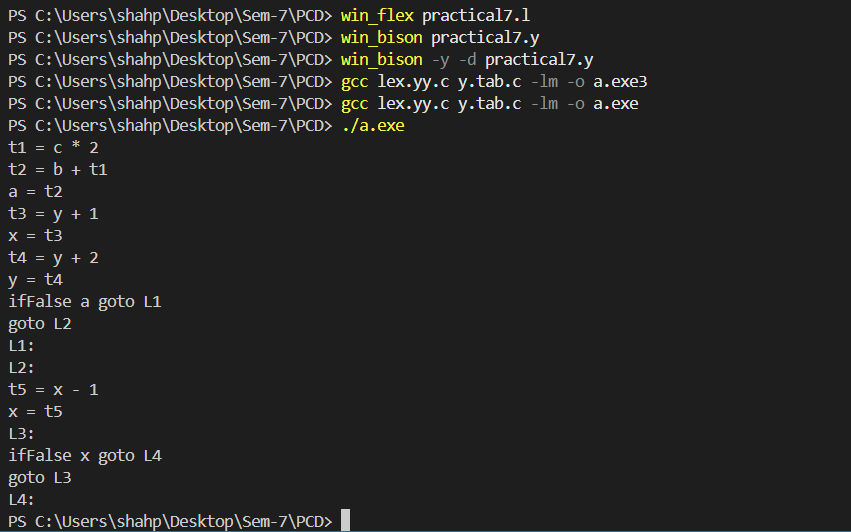 PS C:\Users\shahp\Desktop\Sem-7\PCD> win_flex practical7.l
PS C:\Users\shahp\Desktop\Sem-7\PCD> win_bison practical7.y
PS C:\Users\shahp\Desktop\Sem-7\PCD> win_bison -y -d practical7.y
PS C:\Users\shahp\Desktop\Sem-7\PCD> gcc lex.yy.c y.tab.c -lm -o a.exe3
PS C:\Users\shahp\Desktop\Sem-7\PCD> gcc lex.yy.c y.tab.c -lm -o a.exe
PS C:\Users\shahp\Desktop\Sem-7\PCD> ./a.exe
t1 = c * 2
t2 = b + t1
a = t2
t3 = y + 1
x = t3
t4 = y + 2
y = t4
ifFalse a goto L1
goto L2
L1:
L2:
t5 = x - 1
x = t5
L3:
ifFalse x goto L4
goto L3
L4:
PS C:\Users\shahp\Desktop\Sem-7\PCD>